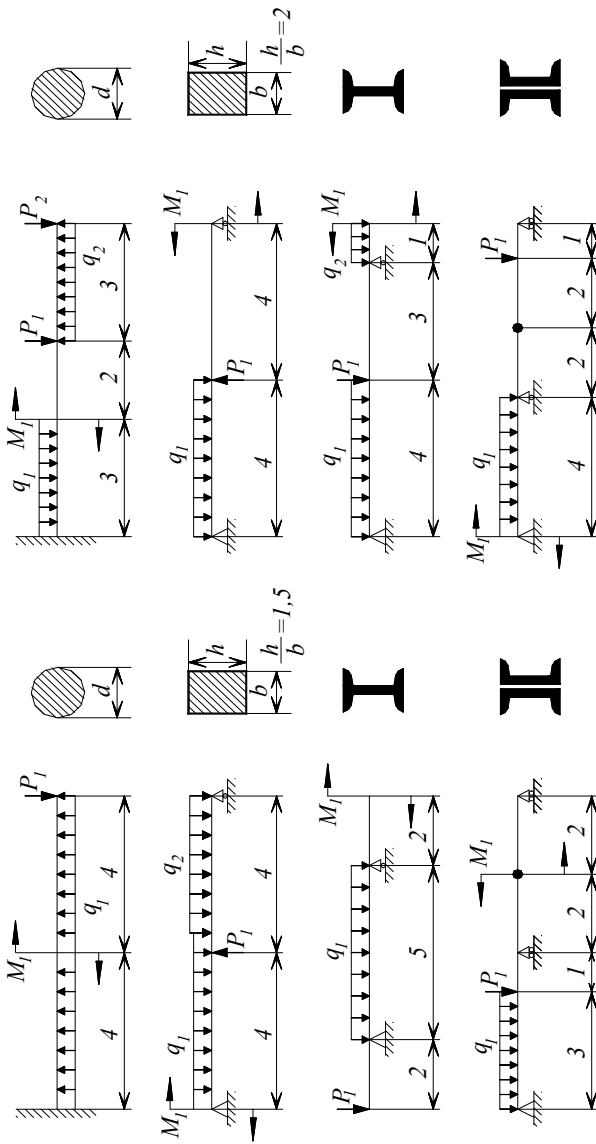 q₁ M₁ P₁ P₂ q₂
3 2 3
d
q₁ P₁ M₁
4 4
b h
h/b=2
q₁ P₁ q₂ M₁
4 3 1
M₁ q₁ P₁
4 2 2 1
M₁ q₁ P₁
4 4
d
M₁ q₁ P₁ q₂
4 4
b h
h/b=1,5
P₁ q₁ M₁
2 5 2
q₁ P₁ M₁
3 1 2 2